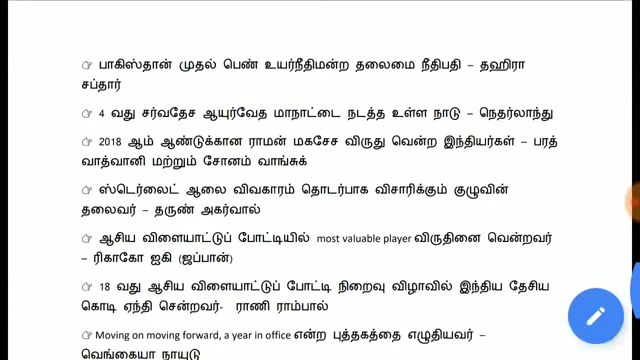 ☞ பாகிஸ்தான் முதல் பெண் உயர்நீதிமன்ற தலைமை நீதிபதி – தஹிரா
சப்தார்
☞ 4 வது சர்வதேச ஆயுர்வேத மாநாட்டை நடத்த உள்ள நாடு – நெதர்லாந்து
☞ 2018 ஆம் ஆண்டுக்கான ராமன் மகசேச விருது வென்ற இந்தியர்கள் – பரத்
வாத்வானி மற்றும் சோனம் வாங்சுக்
☞ ஸ்டெர்லைட் ஆலை விவகாரம் தொடர்பாக விசாரிக்கும் குழுவின்
தலைவர் – தருண் அகர்வால்
☞ ஆசிய விளையாட்டுப் போட்டியில் most valuable player விருதினை வென்றவர்
– ரிகாகோ ஐகி (ஜப்பான்)
☞ 18 வது ஆசிய விளையாட்டுப் போட்டி நிறைவு விழாவில் இந்திய தேசிய
கொடி ஏந்தி சென்றவர்- ராணி ராம்பால்
☞ Moving on moving forward, a year in office என்ற புத்தகத்தை எழுதியவர் –
வெங்கையா நாயுடு